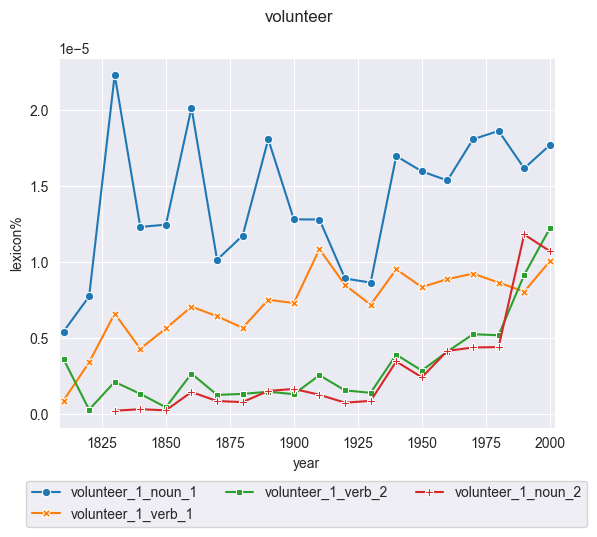 volunteer
1e−5
2.0
1.5
1.0
0.5
0.0
lexicon%
1825 1850 1875 1900 1925 1950 1975 2000
year
volunteer_1_noun_1 volunteer_1_verb_2 volunteer_1_noun_2
volunteer_1_verb_1